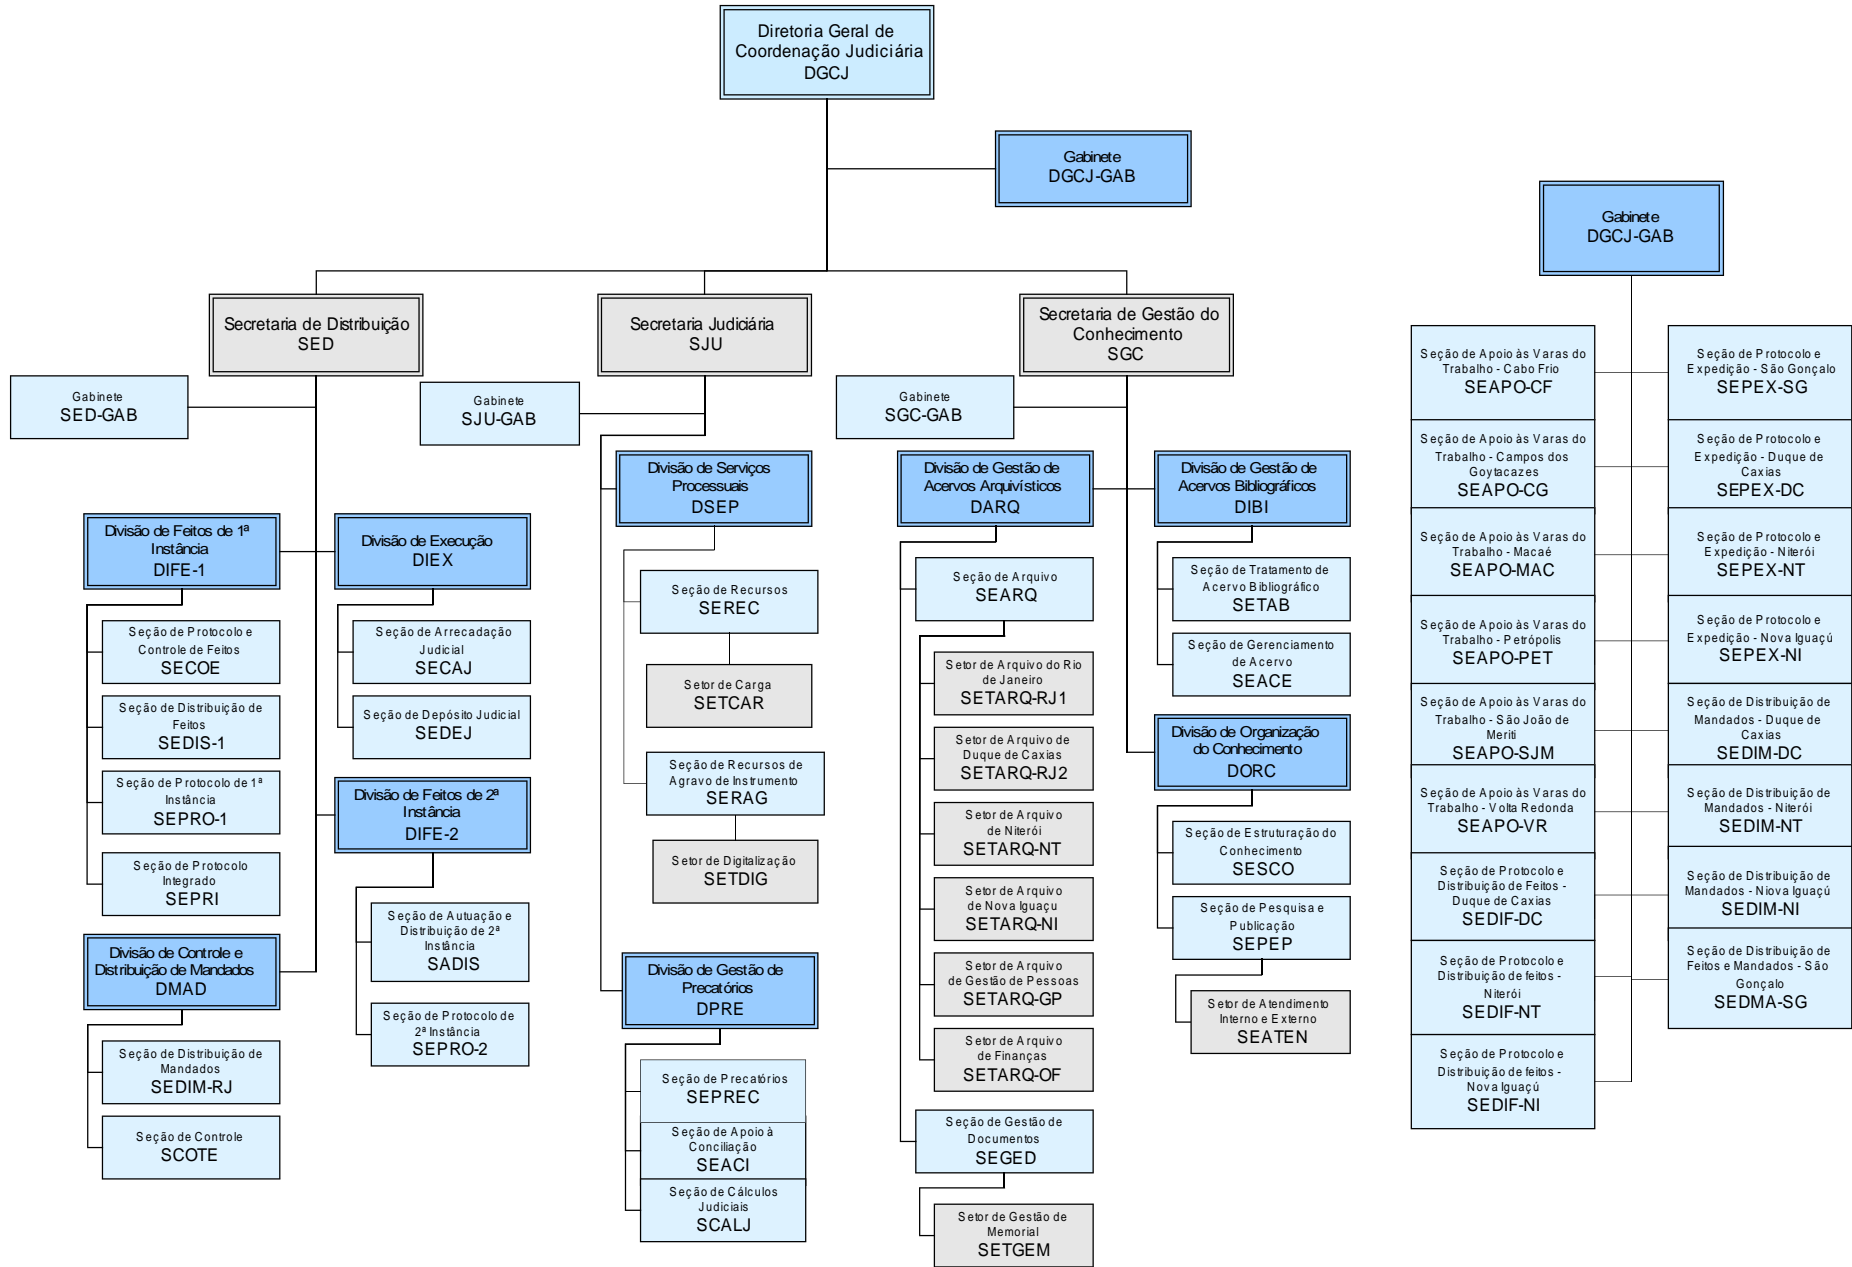 Diretoria Geral de
Coordenação Judiciária
DGCJ
Gabinete
DGCJ-GAB
Secretaria de Distribuição
SED
Secretaria Judiciária
SJU
Secretaria de Gestão do
Conhecimento
SGC
Gabinete
SED-GAB
Divisão de Feitos de 1ª
Instância
DIFE-1
Seção de Protocolo e
Controle de Feitos
SECOE
Seção de Distribuição de
Feitos
SEDIS-1
Seção de Protocolo de 1ª
Instância
SEPRO-1
Seção de Protocolo
Integrado
SEPRI
Divisão de Controle e
Distribuição de Mandados
DMAD
Seção de Distribuição de
Mandados
SEDIM-RJ
Seção de Controle
SCOTE
Divisão de Execução
DIEX
Seção de Arrecadação
Judicial
SECAJ
Seção de Depósito Judicial
SEDEJ
Divisão de Feitos de 2ª
Instância
DIFE-2
Seção de Autuação e
Distribuição de 2ª
Instância
SADIS
Seção de Protocolo de
2ª Instância
SEPRO-2
Gabinete
SJU-GAB
Divisão de Serviços
Processuais
DSEP
Seção de Recursos
SEREC
Setor de Carga
SETCAR
Seção de Recursos de
Agravo de Instrumento
SERAG
Setor de Digitalização
SETDIG
Divisão de Gestão de
Precatórios
DPRE
Seção de Precatórios
SEPREC
Seção de Apoio à
Conciliação
SEACI
Seção de Cálculos
Judiciais
SCALJ
Gabinete
SGC-GAB
Divisão de Gestão de
Acervos Arquivísticos
DARQ
Seção de Arquivo
SEARQ
Setor de Arquivo do Rio
de Janeiro
SETARQ-RJ1
Setor de Arquivo de
Duque de Caxias
SETARQ-RJ2
Setor de Arquivo
de Niterói
SETARQ-NT
Setor de Arquivo
de Nova Iguaçu
SETARQ-NI
Setor de Arquivo
de Gestão de Pessoas
SETARQ-GP
Setor de Arquivo
de Finanças
SETARQ-OF
Seção de Gestão de
Documentos
SEGED
Setor de Gestão de
Memorial
SETGEM
Divisão de Gestão de
Acervos Bibliográficos
DIBI
Seção de Tratamento de
Acervo Bibliográfico
SETAB
Seção de Gerenciamento
de Acervo
SEACE
Divisão de Organização
do Conhecimento
DORC
Seção de Estruturação do
Conhecimento
SESCO
Seção de Pesquisa e
Publicação
SEPEP
Setor de Atendimento
Interno e Externo
SEATEN
Gabinete
DGCJ-GAB
Seção de Apoio às Varas do
Trabalho - Cabo Frio
SEAPO-CF
Seção de Apoio às Varas do
Trabalho - Campos dos
Goytacazes
SEAPO-CG
Seção de Apoio às Varas do
Trabalho - Macaé
SEAPO-MAC
Seção de Apoio às Varas do
Trabalho - Petrópolis
SEAPO-PET
Seção de Apoio às Varas do
Trabalho - São João de
Meriti
SEAPO-SJM
Seção de Apoio às Varas do
Trabalho - Volta Redonda
SEAPO-VR
Seção de Protocolo e
Distribuição de Feitos -
Duque de Caxias
SEDIF-DC
Seção de Protocolo e
Distribuição de feitos -
Niterói
SEDIF-NT
Seção de Protocolo e
Distribuição de feitos -
Nova Iguaçú
SEDIF-NI
Seção de Protocolo e
Expedição - São Gonçalo
SEPEX-SG
Seção de Protocolo e
Expedição - Duque de
Caxias
SEPEX-DC
Seção de Protocolo e
Expedição - Niterói
SEPEX-NT
Seção de Protocolo e
Expedição - Nova Iguaçú
SEPEX-NI
Seção de Distribuição de
Mandados - Duque de
Caxias
SEDIM-DC
Seção de Distribuição de
Mandados - Niterói
SEDIM-NT
Seção de Distribuição de
Mandados - Niova Iguaçú
SEDIM-NI
Seção de Distribuição de
Feitos e Mandados - São
Gonçalo
SEDMA-SG